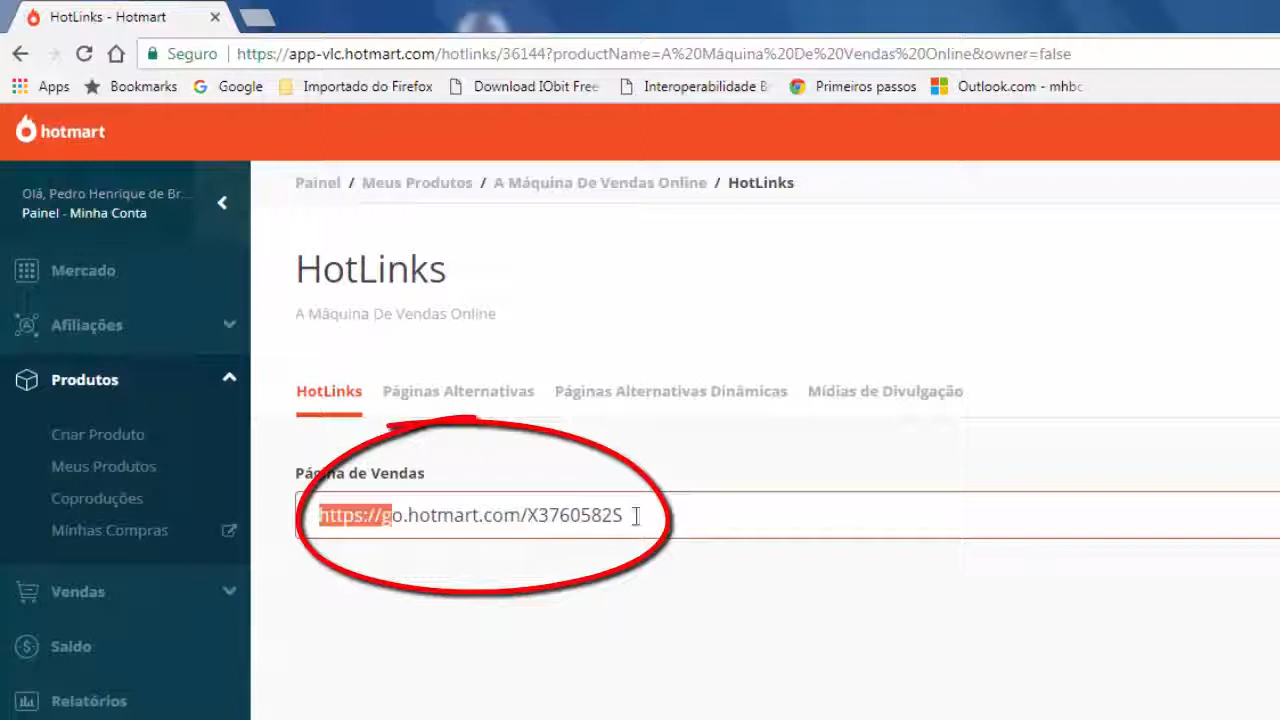 HotLinks - Hotmart
Seguro | https://app-vlc.hotmart.com/hotlinks/36144?productName=A%20Máquina%20De%20Vendas%20Online&owner=false
Apps Bookmarks Google Importado do Firefox Download IObit Free Interoperabilidade B Primeiros passos Outlook.com - mhbc
hotmart
Olá, Pedro Henrique de Br...
Painel - Minha Conta
Mercado
Afiliações
Produtos
Criar Produto
Meus Produtos
Coproduções
Minhas Compras
Vendas
Saldo
Relatórios
Painel / Meus Produtos / A Máquina De Vendas Online / HotLinks
HotLinks
A Máquina De Vendas Online
HotLinks Páginas Alternativas Páginas Alternativas Dinâmicas Mídias de Divulgação
Página de Vendas
https://go.hotmart.com/X3760582S